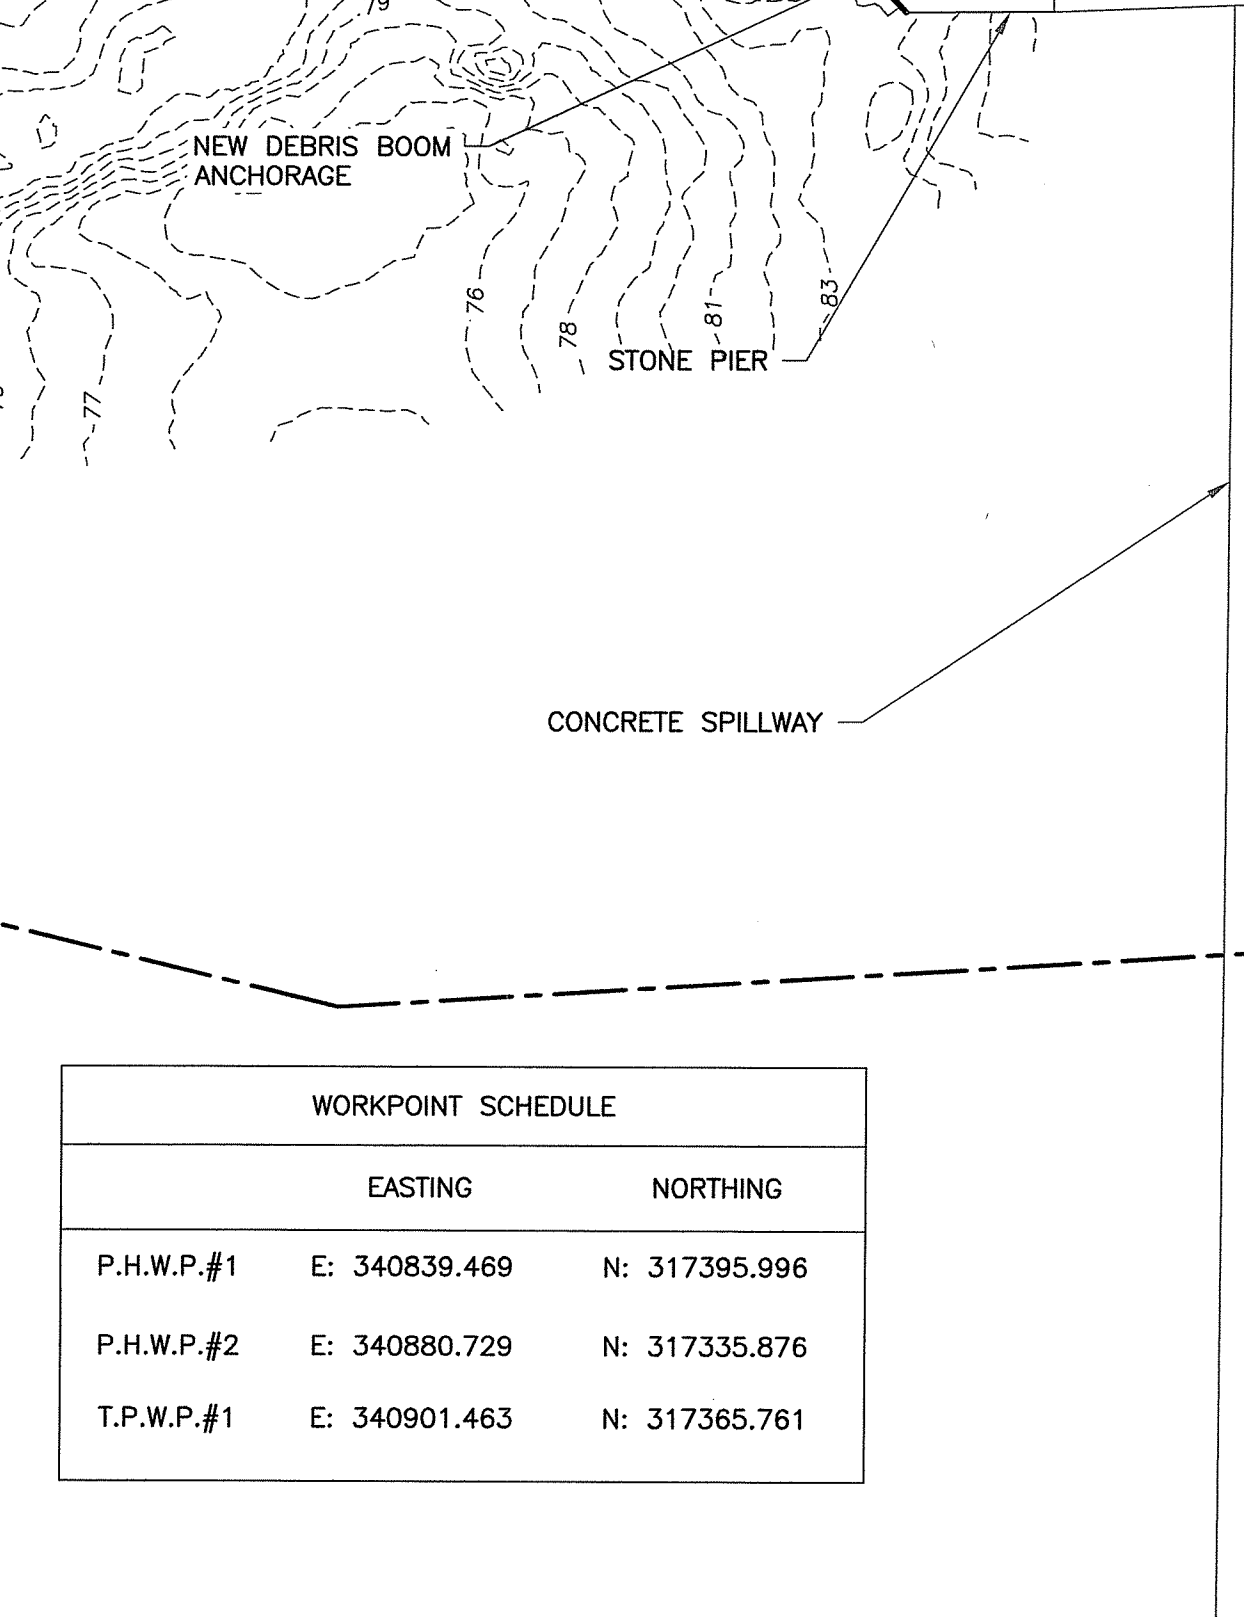 79
NEW DEBRIS BOOM
ANCHORAGE
76
78
81
83
STONE PIER
77
CONCRETE SPILLWAY
WORKPOINT SCHEDULE
EASTING NORTHING
P.H.W.P.#1 E: 340839.469 N: 317395.996
P.H.W.P.#2 E: 340880.729 N: 317335.876
T.P.W.P.#1 E: 340901.463 N: 317365.761